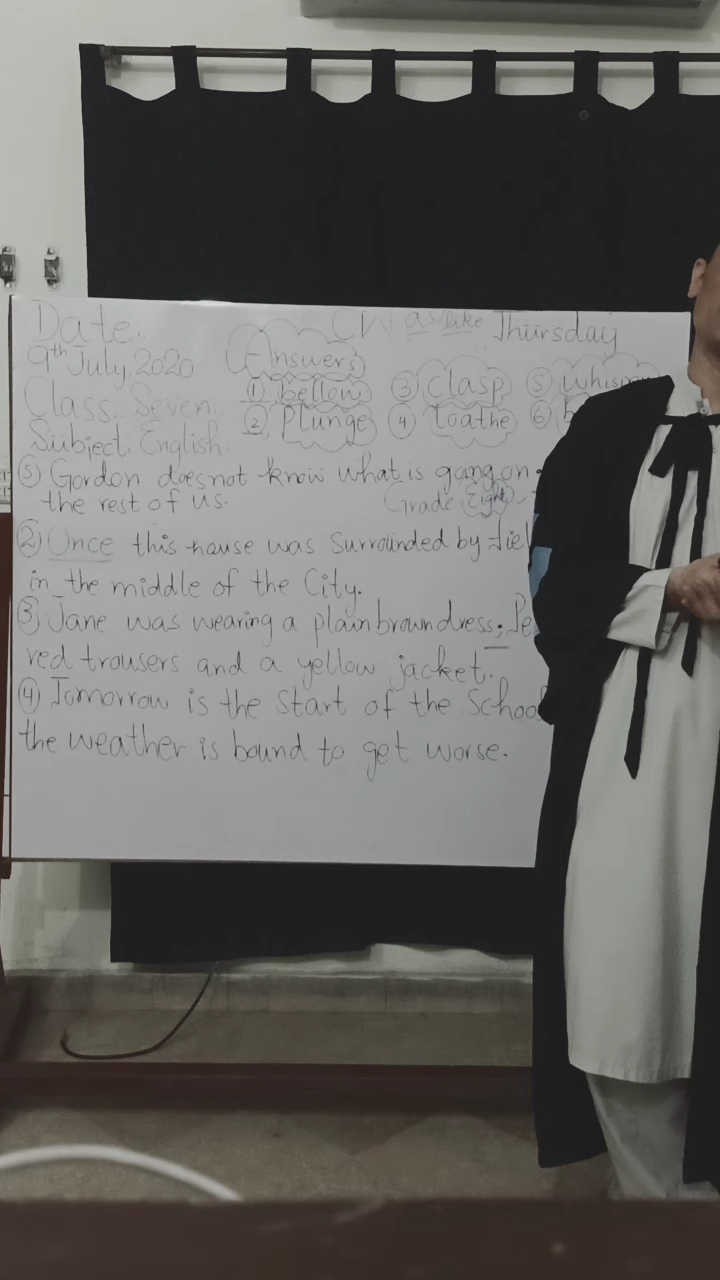 Date: CW as/like Thursday
9th July, 2020 Answers
Class: Seven. ① bellow ③ Clasp ⑤
② Plunge ④ Loathe ⑥
Subject: English.
⑤ Gordon doesnot know what is going on
the rest of us. Grade Eight
② Once this house was surrounded by
in the middle of the City.
③ Jane was wearing a plain brown dress;
red trousers and a yellow jacket.
④ Tomorrow is the start of the
the weather is bound to get worse.